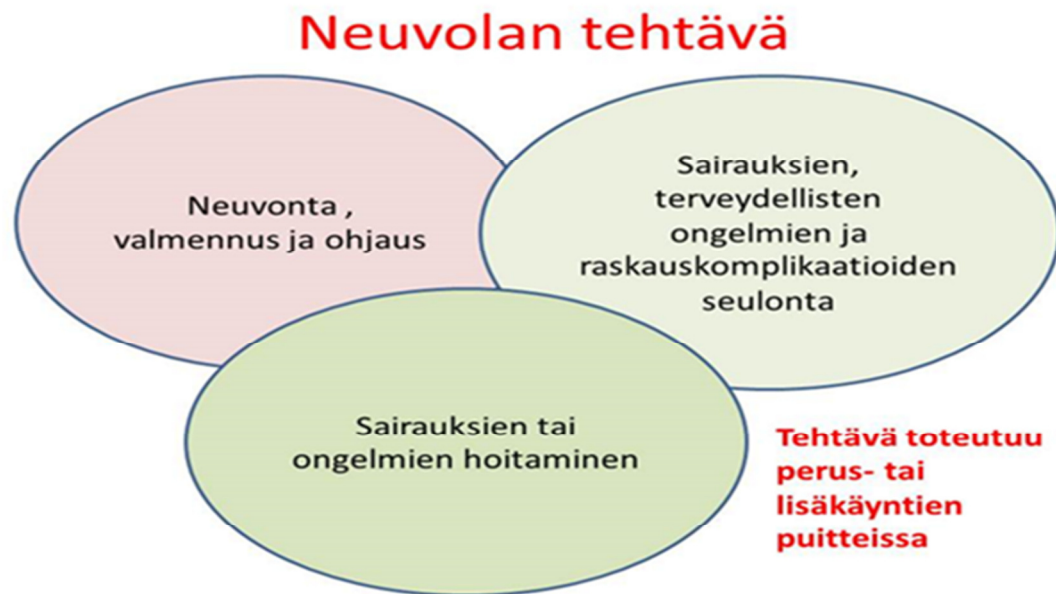 Neuvolan tehtävä
Neuvonta ,
valmennus ja ohjaus
Sairauksien,
terveydellisten
ongelmien ja
raskauskomplikaatioiden
seulonta
Sairauksien tai
ongelmien hoitaminen
Tehtävä toteutuu
perus- tai
lisäkäyntien
puitteissa